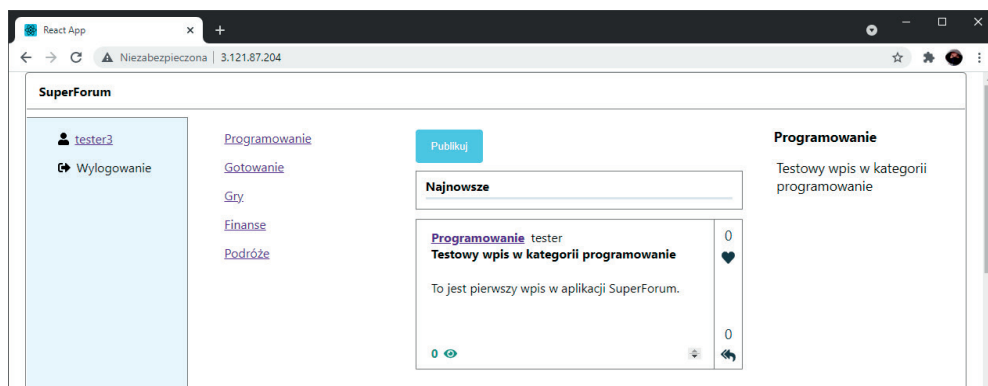 React App
Niezabezpieczona | 3.121.87.204
SuperForum
tester3
Wylogowanie
Programowanie
Gotowanie
Gry
Finanse
Podróże
Publikuj
Najnowsze
Programowanie tester
Testowy wpis w kategorii programowanie
To jest pierwszy wpis w aplikacji SuperForum.
0
0
0
Programowanie
Testowy wpis w kategorii
programowanie